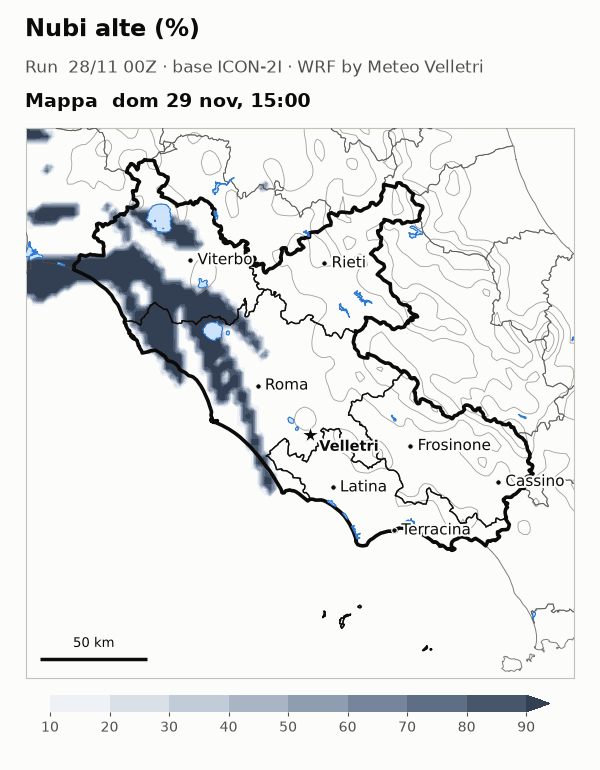 Nubi alte (%)
Run 28/11 00Z · base ICON-2I · WRF by Meteo Velletri
Mappa dom 29 nov, 15:00
Viterbo
Rieti
Roma
Velletri
Frosinone
Latina
Cassino
Terracina
50 km
10 20 30 40 50 60 70 80 90